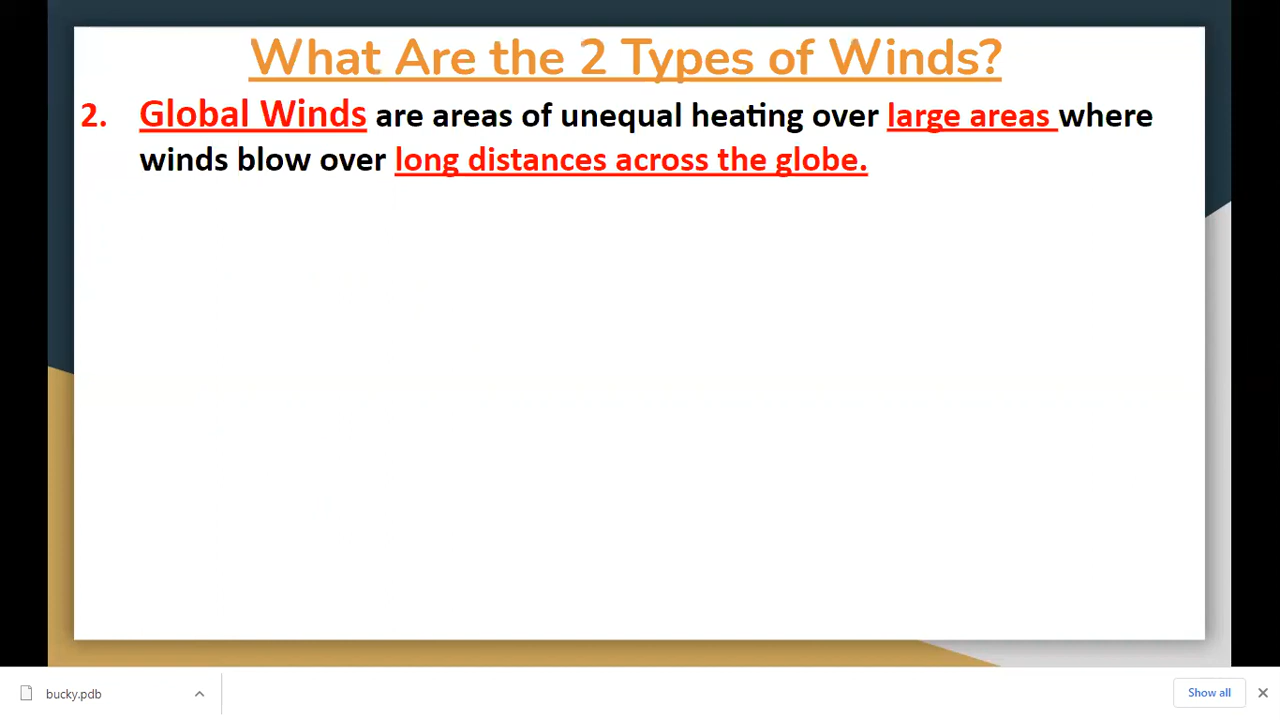 What Are the 2 Types of Winds?
2. Global Winds are areas of unequal heating over large areas where
winds blow over long distances across the globe.
bucky.pdb
Show all